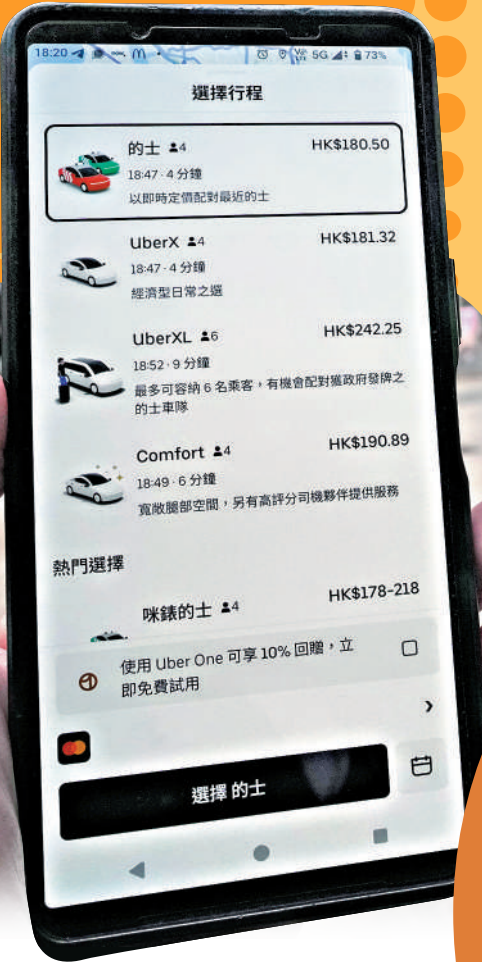 18:20
5G 73%
選擇行程
的士 4
HK$180.50
18:47 · 4 分鐘
以即時定價配對最近的士
UberX 4
HK$181.32
18:47 · 4 分鐘
經濟型日常之選
UberXL 6
HK$242.25
18:52 · 9 分鐘
最多可容納 6 名乘客，有機會配對獲政府發牌之
的士車隊
Comfort 4
HK$190.89
18:49 · 6 分鐘
寬敞腿部空間，另有高評分司機夥伴提供服務
熱門選擇
咪錶的士 4
HK$178-218
使用 Uber One 可享 10% 回贈，立
即免費試用
選擇 的士